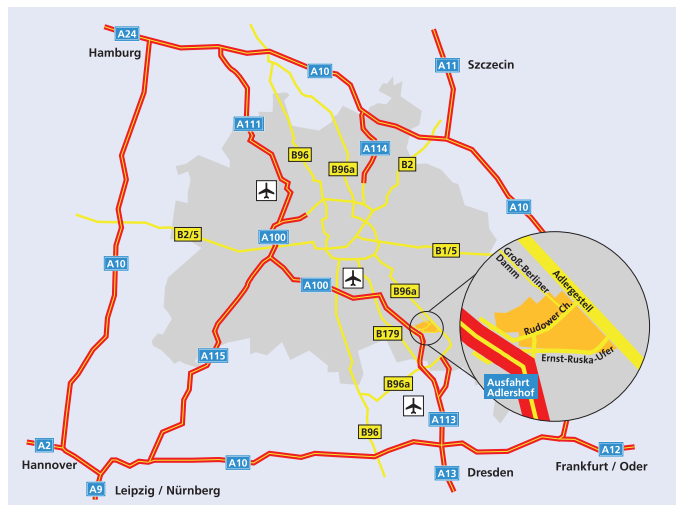 A24
Hamburg
A10
A11
Szczecin
A111
B96
B96a
A114
B2
A10
B2/5
A100
B1/5
A10
A100
B96a
Groß-Berliner
Damm
Adlergestell
Rudower Ch.
Ernst-Ruska-Ufer
Ausfahrt
Adlershof
B179
A115
B96a
A113
B96
A2
Hannover
A10
A12
Frankfurt / Oder
A9
Leipzig / Nürnberg
A13
Dresden